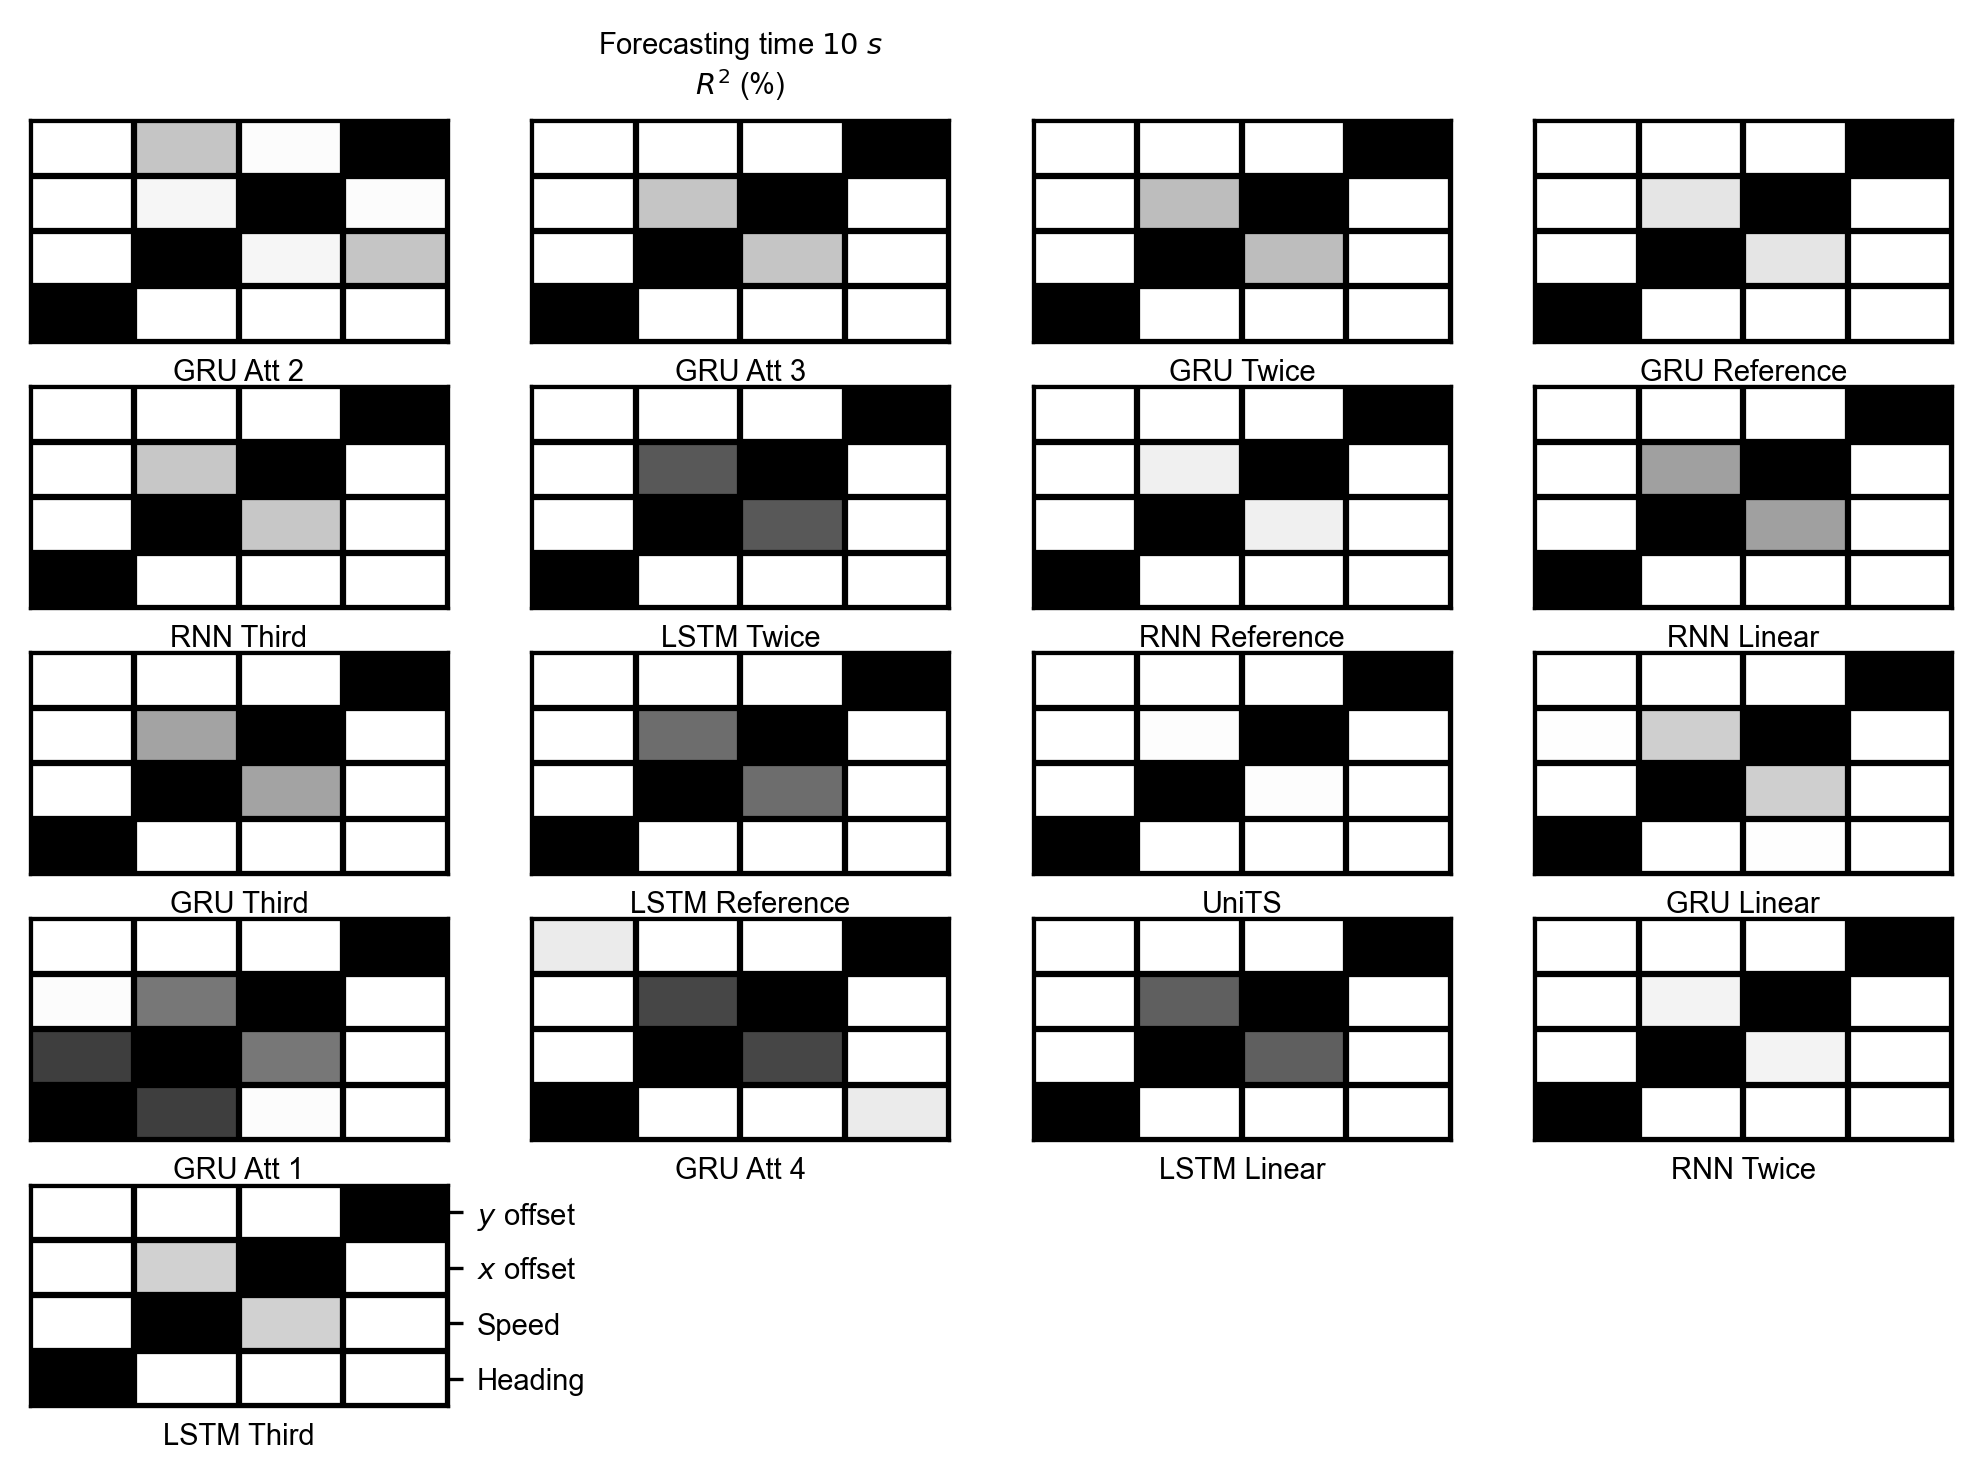 Forecasting time 10 s
R² (%)
GRU Att 2
GRU Att 3
GRU Twice
GRU Reference
RNN Third
LSTM Twice
RNN Reference
RNN Linear
GRU Third
LSTM Reference
UniTS
GRU Linear
GRU Att 1
GRU Att 4
LSTM Linear
RNN Twice
y offset
x offset
Speed
Heading
LSTM Third